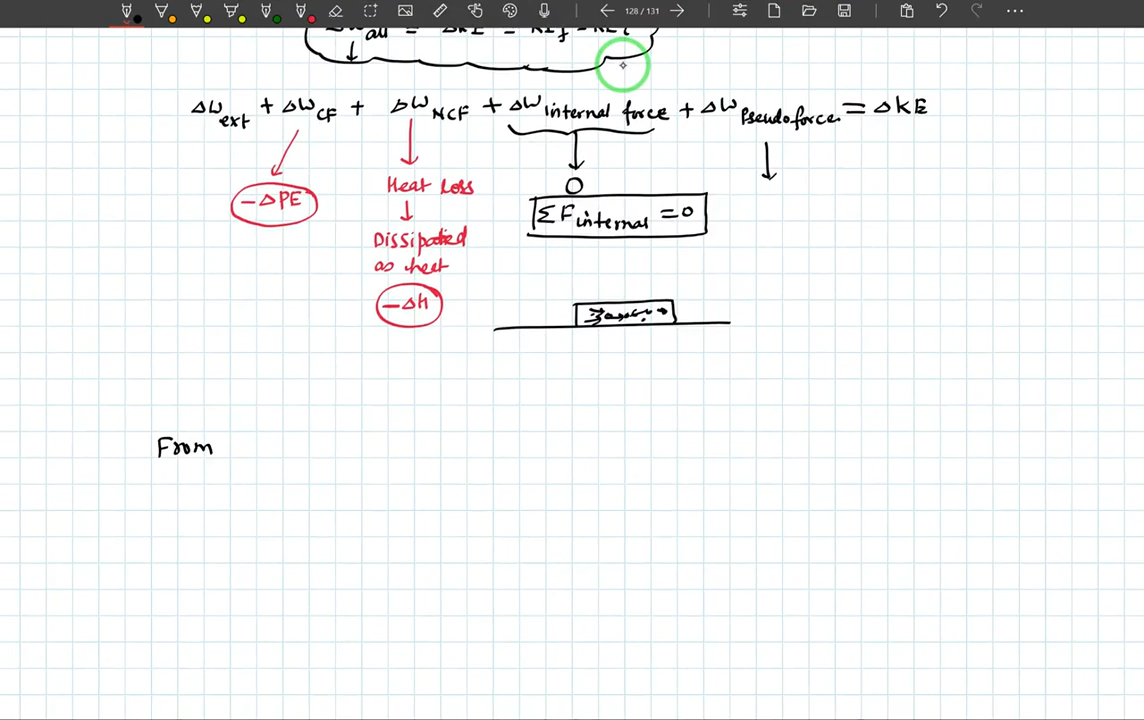 128 / 131
ΔW_ext + ΔW_CF + ΔW_NCF + ΔW_internal force + ΔW_Pseudoforce = ΔKE
-ΔPE
Heat Loss
Dissipated
as heat
-ΔH
0
ΣF_internal = 0
From